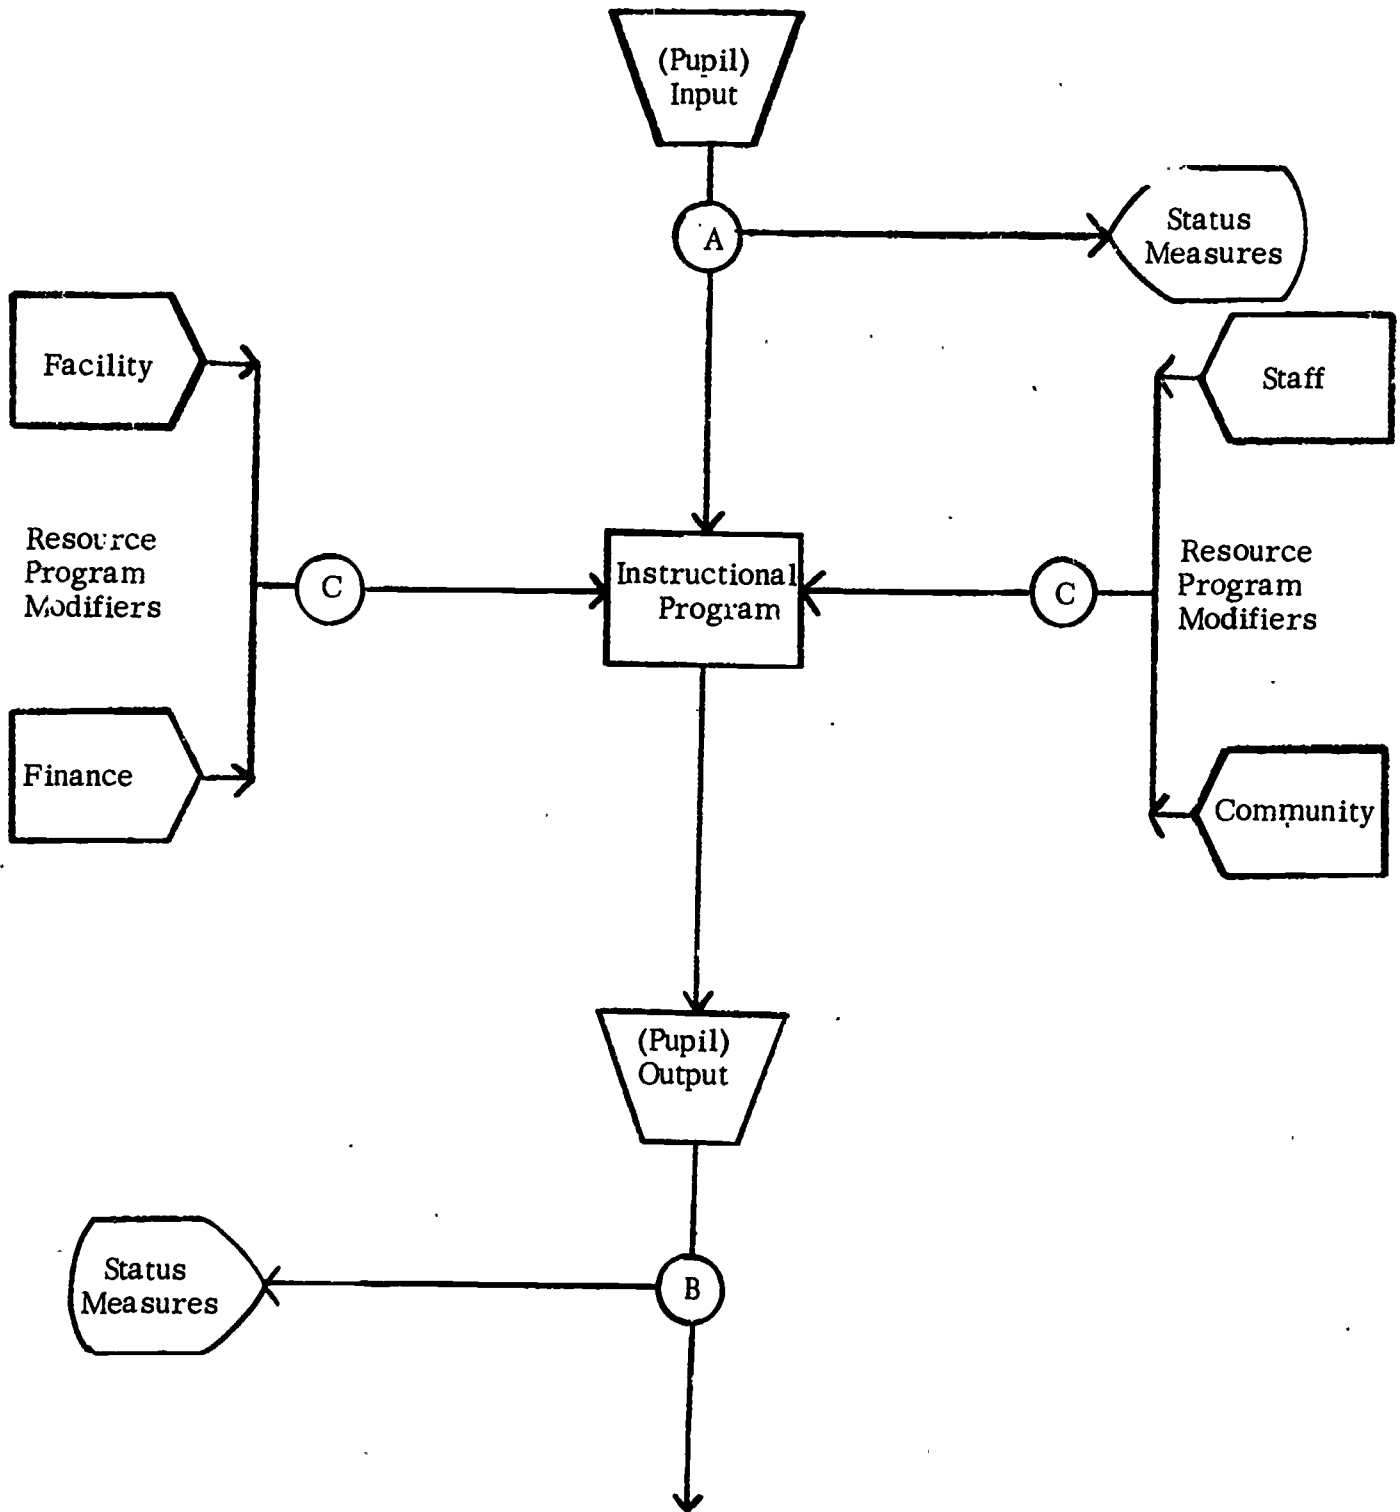 (Pupil)
Input
A
Status
Measures
Facility
Staff
Resource
Program
Modifiers
C
Instructional
Program
C
Resource
Program
Modifiers
Finance
Community
(Pupil)
Output
Status
Measures
B